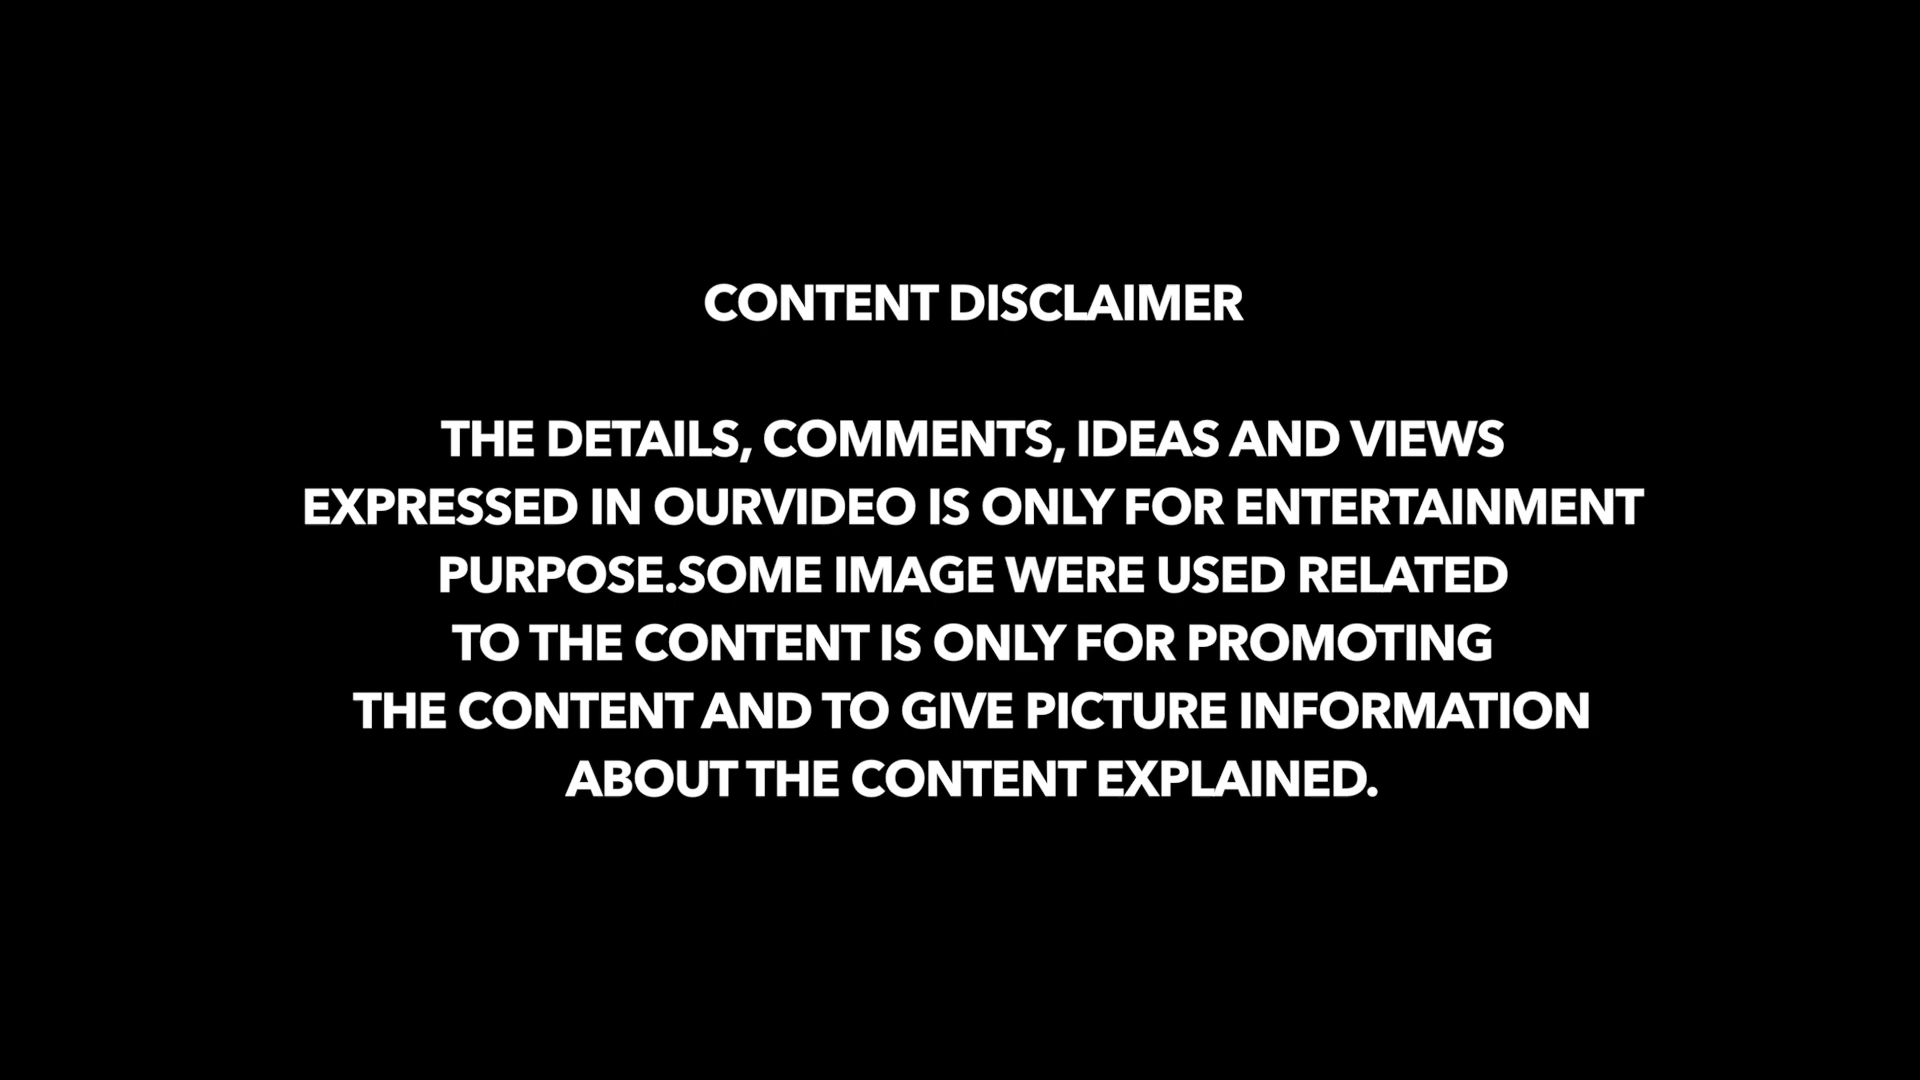 CONTENT DISCLAIMER
THE DETAILS, COMMENTS, IDEAS AND VIEWS
EXPRESSED IN OURVIDEO IS ONLY FOR ENTERTAINMENT
PURPOSE.SOME IMAGE WERE USED RELATED
TO THE CONTENT IS ONLY FOR PROMOTING
THE CONTENT AND TO GIVE PICTURE INFORMATION
ABOUT THE CONTENT EXPLAINED.